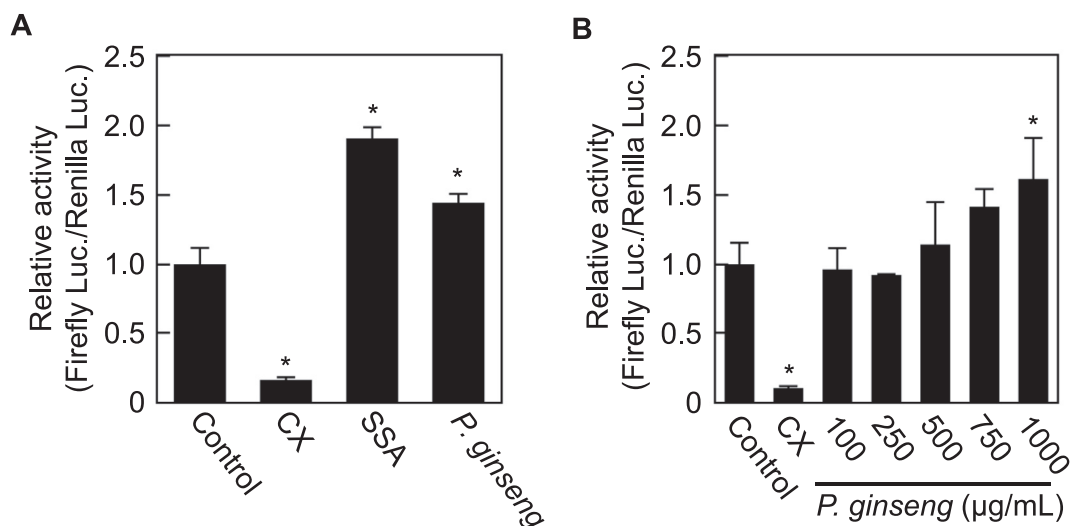 A
Relative activity
(Firefly Luc./Renilla Luc.)
2.5
2.0
1.5
1.0
0.5
0
*
*
*
Control
CX
SSA
P. ginseng
B
Relative activity
(Firefly Luc./Renilla Luc.)
2.5
2.0
1.5
1.0
0.5
0
*
*
Control
CX
100
250
500
750
1000
P. ginseng (μg/mL)